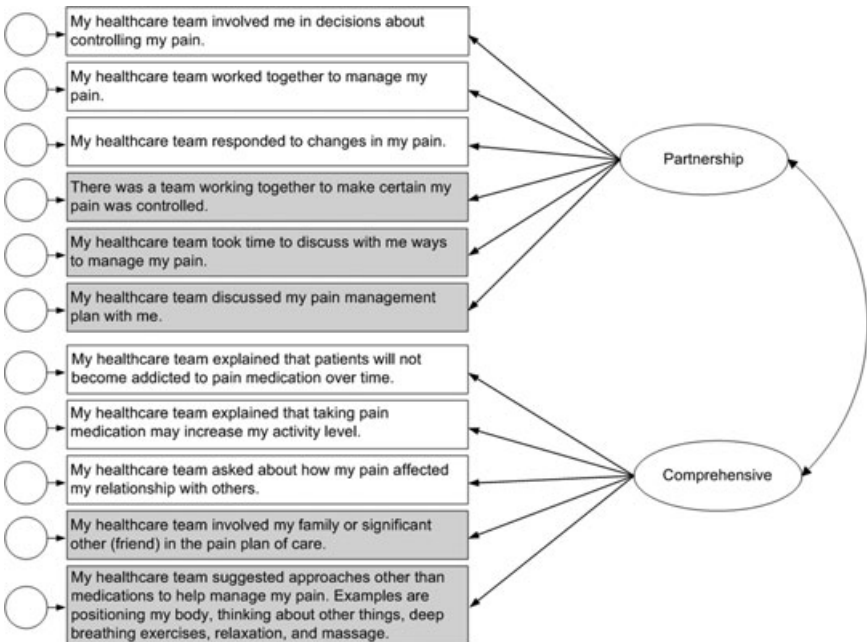 My healthcare team involved me in decisions about
controlling my pain.
My healthcare team worked together to manage my
pain.
My healthcare team responded to changes in my pain.
There was a team working together to make certain my
pain was controlled.
My healthcare team took time to discuss with me ways
to manage my pain.
My healthcare team discussed my pain management
plan with me.
Partnership
My healthcare team explained that patients will not
become addicted to pain medication over time.
My healthcare team explained that taking pain
medication may increase my activity level.
My healthcare team asked about how my pain affected
my relationship with others.
My healthcare team involved my family or significant
other (friend) in the pain plan of care.
My healthcare team suggested approaches other than
medications to help manage my pain. Examples are
positioning my body, thinking about other things, deep
breathing exercises, relaxation, and massage.
Comprehensive